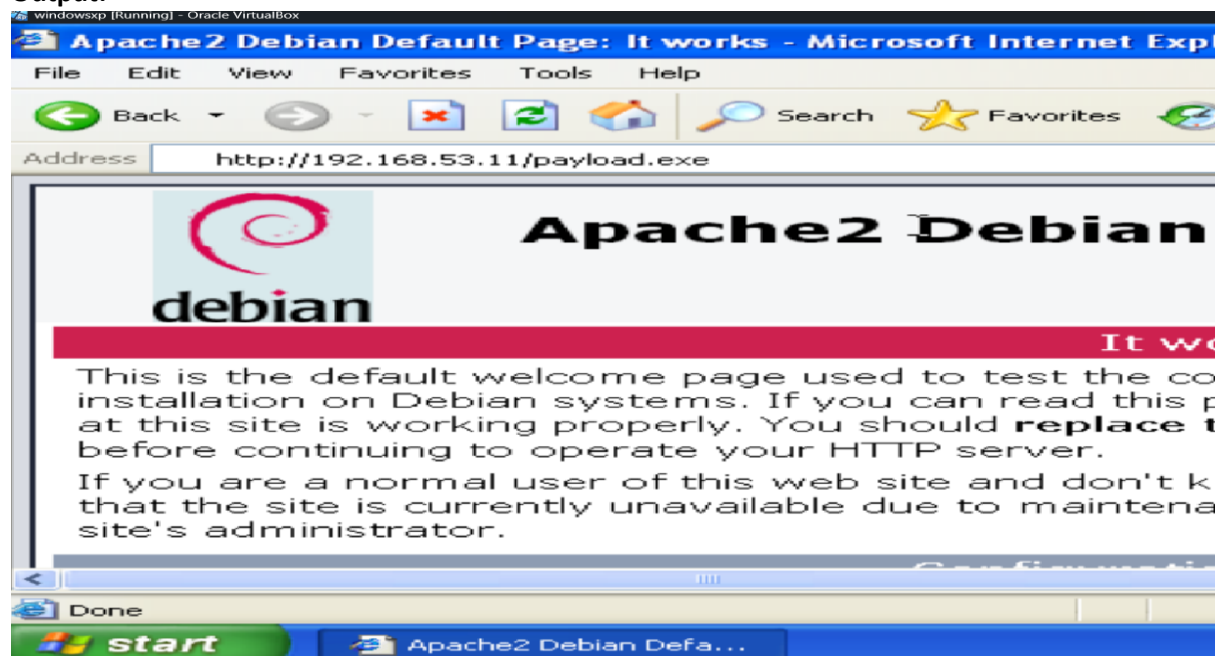 windowsxp [Running] - Oracle VirtualBox
Apache2 Debian Default Page: It works - Microsoft Internet Expl
File Edit View Favorites Tools Help
Back Search Favorites
Address http://192.168.53.11/payload.exe
debian
Apache2 Debian
It wo
This is the default welcome page used to test the co
installation on Debian systems. If you can read this p
at this site is working properly. You should replace t
before continuing to operate your HTTP server.
If you are a normal user of this web site and don't k
that the site is currently unavailable due to maintena
site's administrator.
Done
start Apache2 Debian Defa...